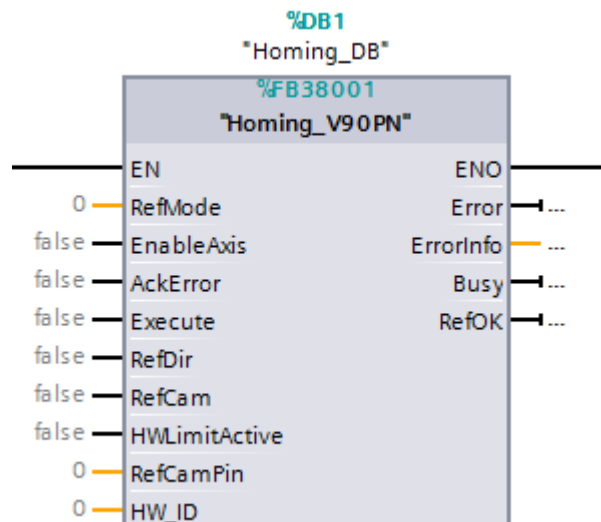 %DB1
"Homing_DB"
%FB38001
"Homing_V90PN"
EN ENO
0 RefMode Error ...
false EnableAxis ErrorInfo ...
false AckError Busy ...
false Execute RefOK ...
false RefDir
false RefCam
false HWLimitActive
0 RefCamPin
0 HW_ID